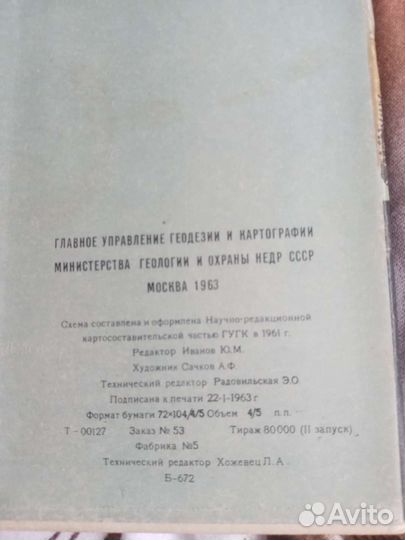 ГЛАВНОЕ УПРАВЛЕНИЕ ГЕОДЕЗИИ И КАРТОГРАФИИ
МИНИСТЕРСТВА ГЕОЛОГИИ И ОХРАНЫ НЕДР СССР
МОСКВА 1963
Схема составлена и оформлена Научно-редакционной
картосоставительской частью ГУГК в 1961 г.
Редактор Иванов Ю.М.
Художник Сачков А.Ф.
Технический редактор Радовильская Э.О
Подписана к печати 22-1-1963 г
Формат бумаги 72×104,4/5 Объем 4/5 п.п.
Т-00127 Заказ № 53 Тираж 80000 (II запуск)
Фабрика №5
Технический редактор Хожевец Л.А.
Б-672
Avito